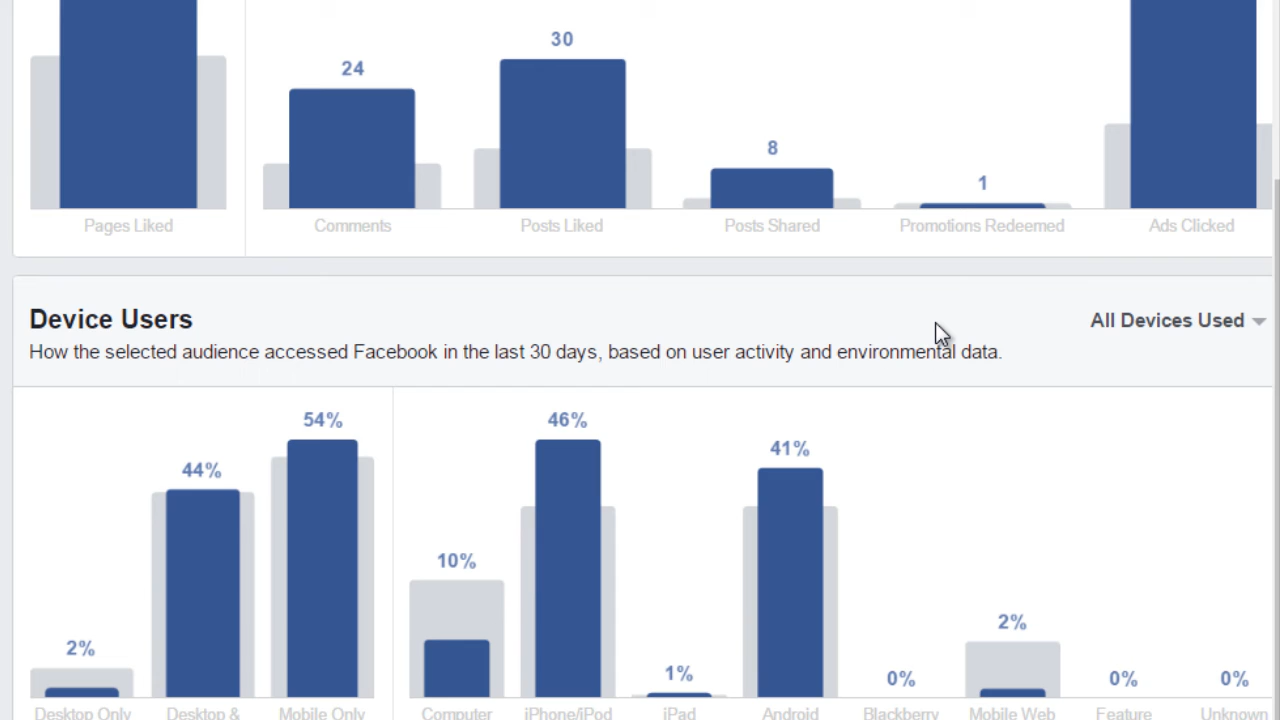 24
30
8
1
Pages Liked
Comments
Posts Liked
Posts Shared
Promotions Redeemed
Ads Clicked
Device Users
All Devices Used
How the selected audience accessed Facebook in the last 30 days, based on user activity and environmental data.
2%
44%
54%
10%
46%
1%
41%
0%
2%
0%
0%
Desktop Only
Desktop &
Mobile Only
Computer
iPhone/iPod
iPad
Android
Blackberry
Mobile Web
Feature
Unknown